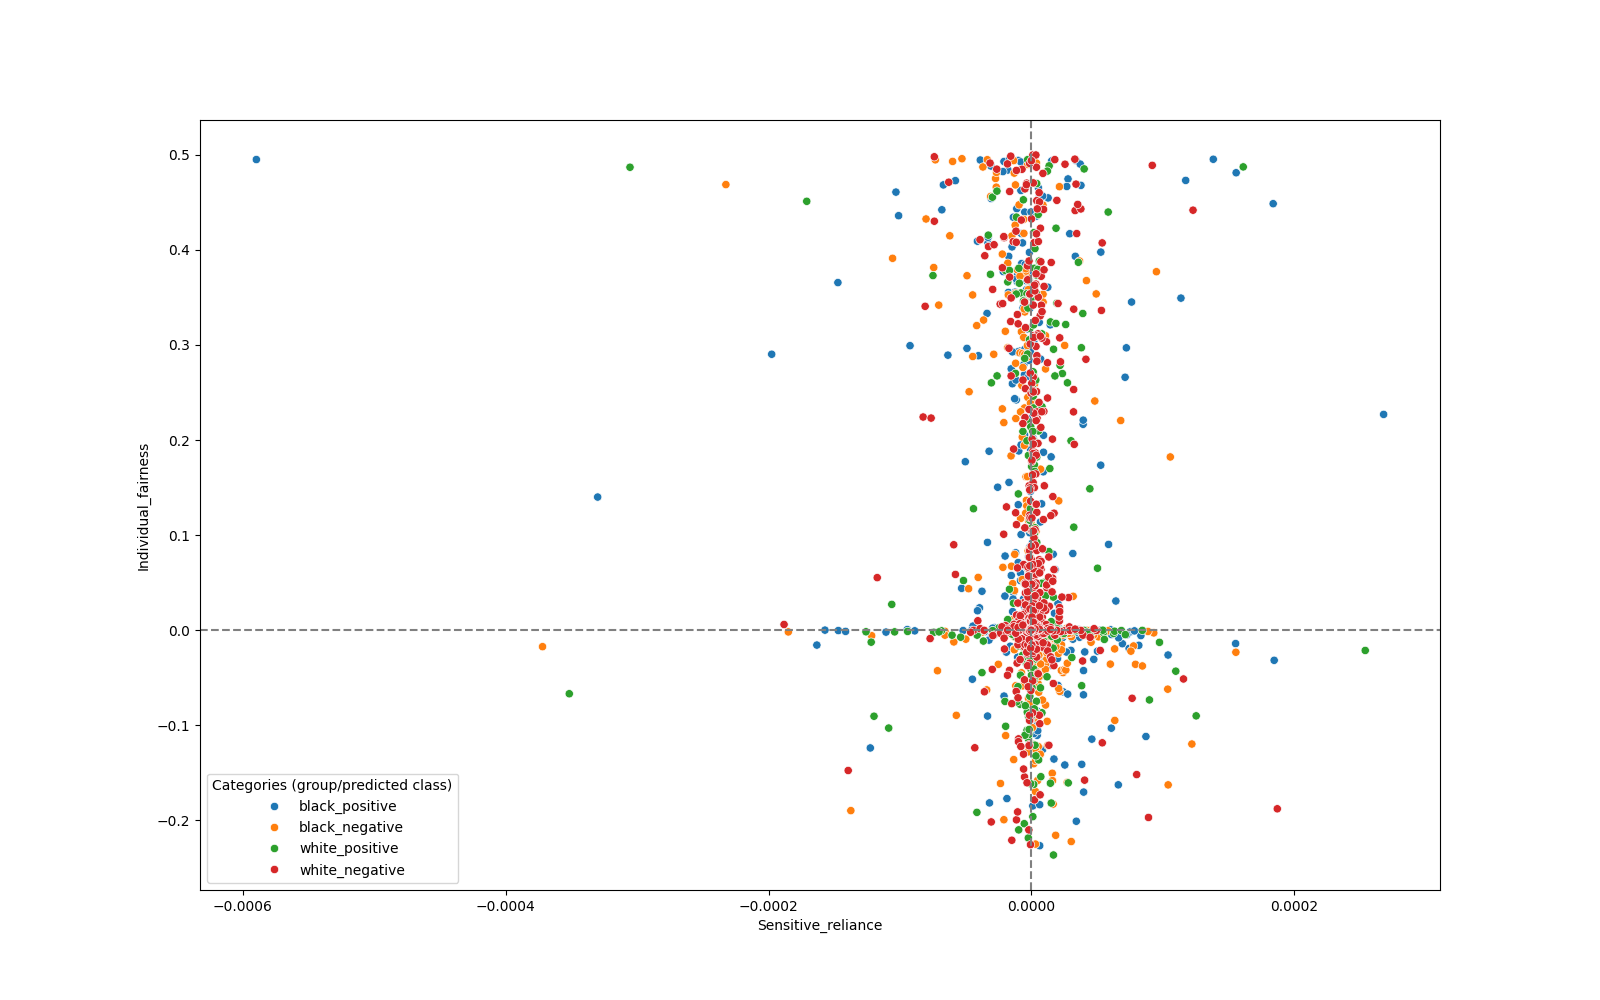 0.5
0.4
0.3
0.2
0.1
0.0
−0.1
−0.2
Individual_fairness
Categories (group/predicted class)
black_positive
black_negative
white_positive
white_negative
−0.0006
−0.0004
−0.0002
0.0000
0.0002
Sensitive_reliance